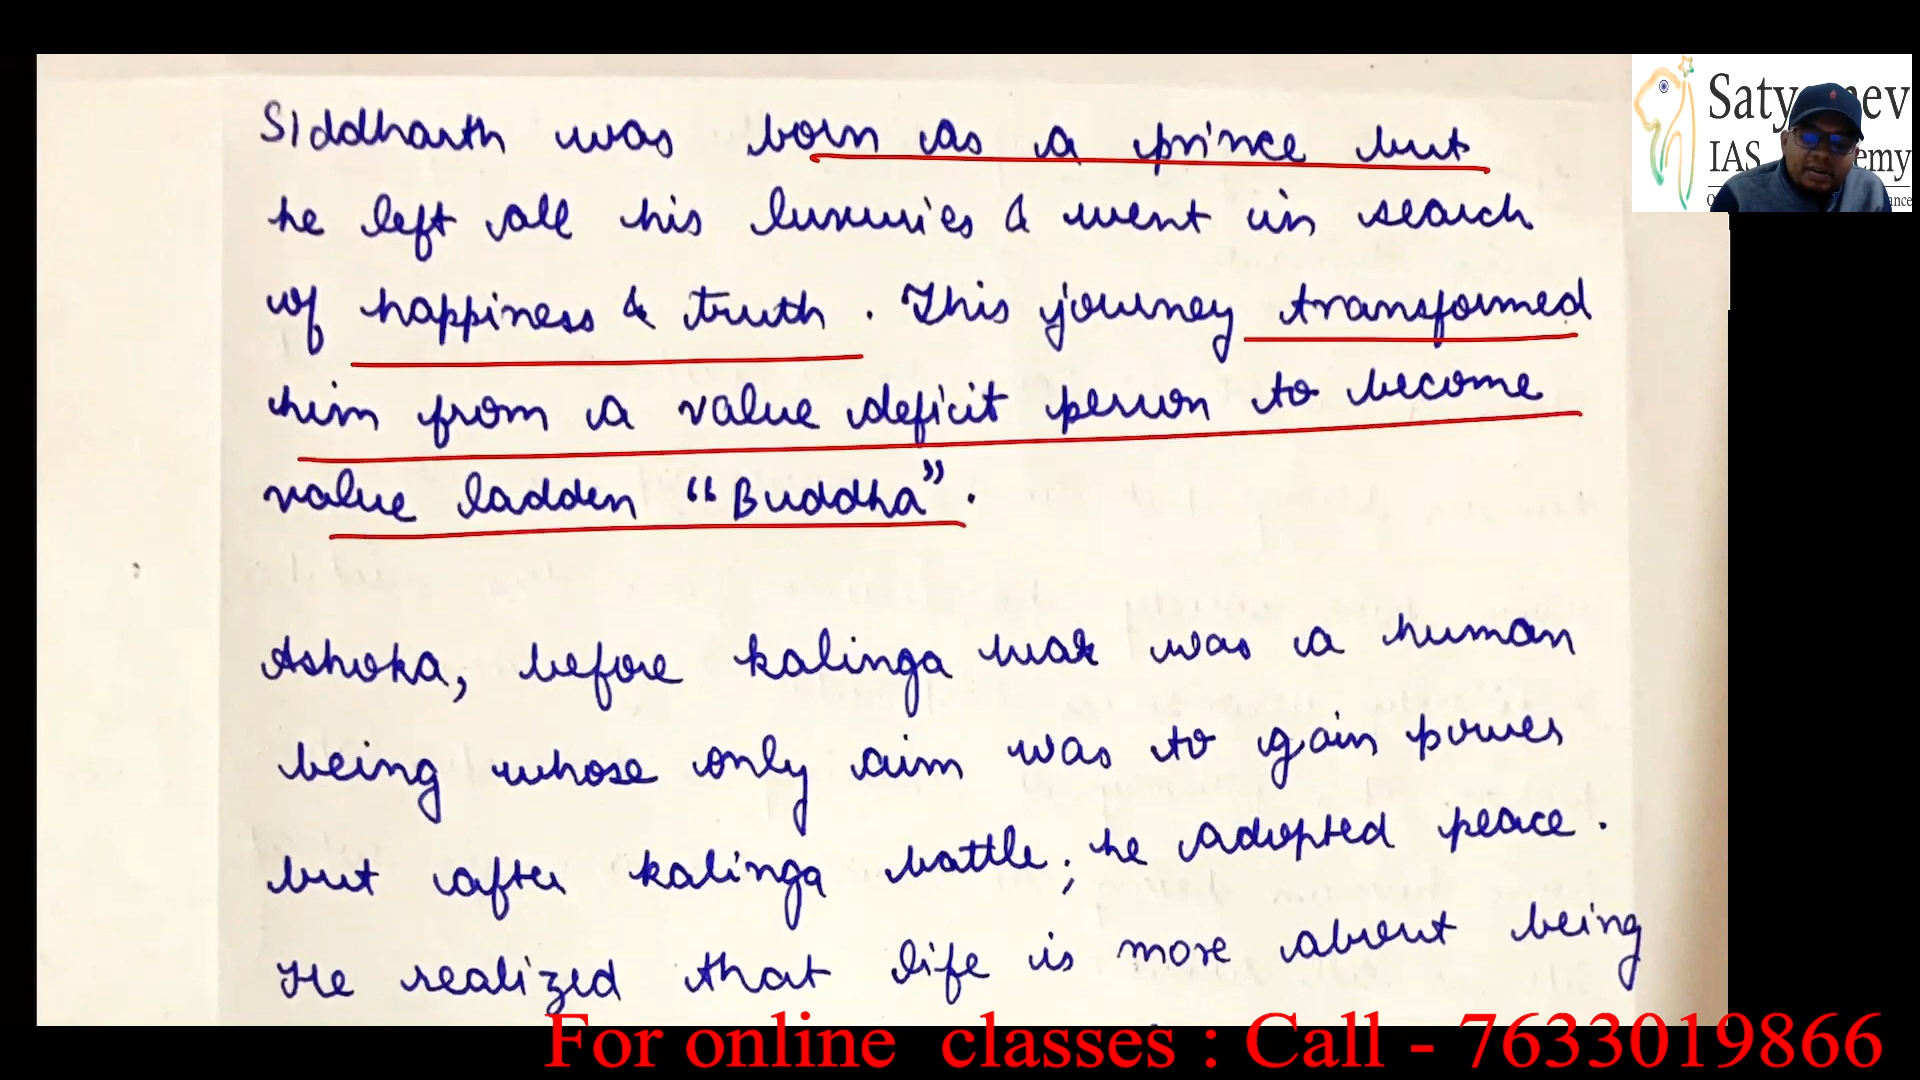 Siddharth was born as a prince but
he left all his luxuries & went in search
of happiness & truth. This journey transformed
him from a value deficit person to become
value ladden "Buddha".
Ashoka, before kalinga war was a human
being whose only aim was to gain power
but after kalinga battle; he adopted peace.
He realized that life is more about being
IAS
For online classes : Call - 7633019866